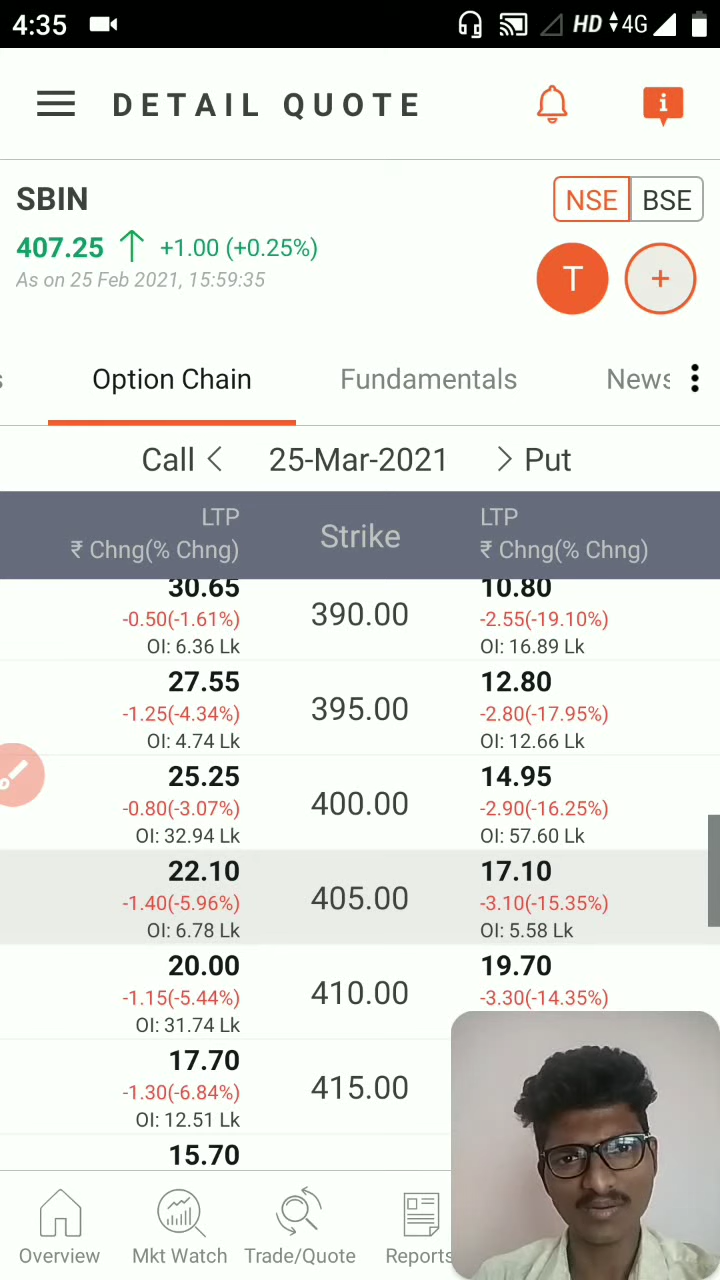 4:35 HD 4G
DETAIL QUOTE i
SBIN NSE BSE
407.25 +1.00 (+0.25%)
As on 25 Feb 2021, 15:59:35 T +
s Option Chain Fundamentals News
Call < 25-Mar-2021 > Put
LTP Strike LTP
₹ Chng(% Chng) ₹ Chng(% Chng)
30.65 390.00 10.80
-0.50(-1.61%) -2.55(-19.10%)
OI: 6.36 Lk OI: 16.89 Lk
27.55 395.00 12.80
-1.25(-4.34%) -2.80(-17.95%)
OI: 4.74 Lk OI: 12.66 Lk
25.25 400.00 14.95
-0.80(-3.07%) -2.90(-16.25%)
OI: 32.94 Lk OI: 57.60 Lk
22.10 405.00 17.10
-1.40(-5.96%) -3.10(-15.35%)
OI: 6.78 Lk OI: 5.58 Lk
20.00 410.00 19.70
-1.15(-5.44%) -3.30(-14.35%)
OI: 31.74 Lk
17.70 415.00
-1.30(-6.84%)
OI: 12.51 Lk
15.70
Overview Mkt Watch Trade/Quote Reports